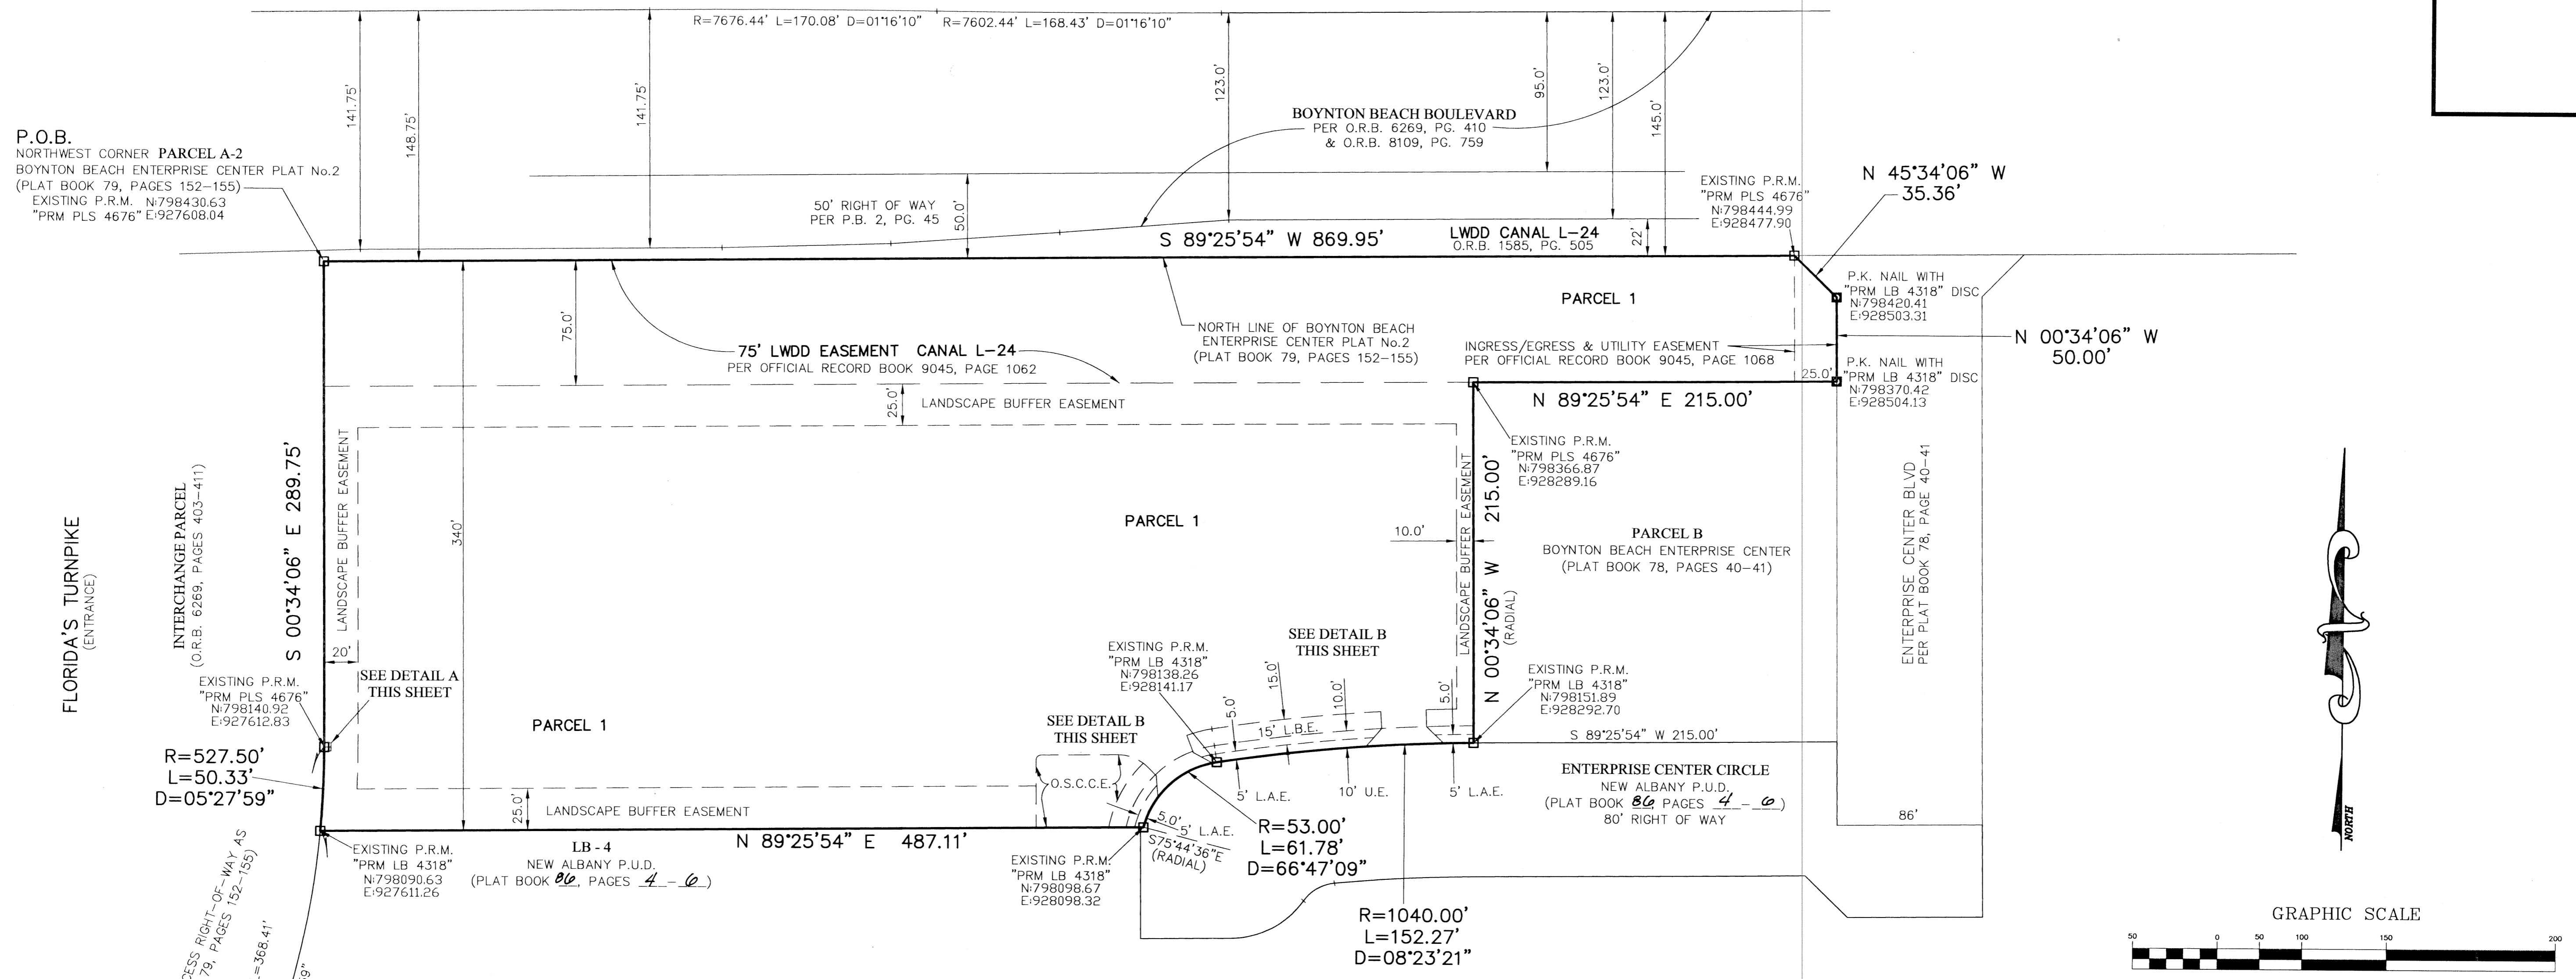 R=7676.44' L=170.08' D=01°16'10" R=7602.44' L=168.43' D=01°16'10"
141.75'
148.75'
141.75'
123.0'
95.0'
123.0'
145.0'
P.O.B.
NORTHWEST CORNER PARCEL A-2
BOYNTON BEACH ENTERPRISE CENTER PLAT No.2
(PLAT BOOK 79, PAGES 152-155)
EXISTING P.R.M. N:798430.63
"PRM PLS 4676" E:927608.04
BOYNTON BEACH BOULEVARD
PER O.R.B. 6269, PG. 410
& O.R.B. 8109, PG. 759
50' RIGHT OF WAY
PER P.B. 2, PG. 45
50.0'
S 89°25'54" W 869.95'
LWDD CANAL L-24
O.R.B. 1585, PG. 505
22'
EXISTING P.R.M.
"PRM PLS 4676"
N:798444.99
E:928477.90
N 45°34'06" W
35.36'
P.K. NAIL WITH
"PRM LB 4318" DISC
N:798420.41
E:928503.31
N 00°34'06" W
50.00'
P.K. NAIL WITH
"PRM LB 4318" DISC
N:798370.42
E:928504.13
PARCEL 1
75.0'
75' LWDD EASEMENT CANAL L-24
PER OFFICIAL RECORD BOOK 9045, PAGE 1062
NORTH LINE OF BOYNTON BEACH
ENTERPRISE CENTER PLAT No.2
(PLAT BOOK 79, PAGES 152-155)
INGRESS/EGRESS & UTILITY EASEMENT
PER OFFICIAL RECORD BOOK 9045, PAGE 1068
25.0'
N 89°25'54" E 215.00'
25.0'
LANDSCAPE BUFFER EASEMENT
EXISTING P.R.M.
"PRM PLS 4676"
N:798366.87
E:928289.16
FLORIDA'S TURNPIKE
(ENTRANCE)
INTERCHANGE PARCEL
(O.R.B. 6269, PAGES 403-411)
S 00°34'06" E 289.75'
LANDSCAPE BUFFER EASEMENT
340'
20'
PARCEL 1
10.0'
LANDSCAPE BUFFER EASEMENT
N 00°34'06" W 215.00'
(RADIAL)
PARCEL B
BOYNTON BEACH ENTERPRISE CENTER
(PLAT BOOK 78, PAGES 40-41)
ENTERPRISE CENTER BLVD
PER PLAT BOOK 78, PAGE 40-41
EXISTING P.R.M.
"PRM PLS 4676"
N:798140.92
E:927612.83
SEE DETAIL A
THIS SHEET
R=527.50'
L=50.33'
D=05°27'59"
PARCEL 1
SEE DETAIL B
THIS SHEET
O.S.C.C.E.
EXISTING P.R.M.
"PRM LB 4318"
N:798138.26
E:928141.17
SEE DETAIL B
THIS SHEET
5.0'
15.0'
10.0'
5.0'
15' L.B.E.
EXISTING P.R.M.
"PRM LB 4318"
N:798151.89
E:928292.70
S 89°25'54" W 215.00'
5' L.A.E.
10' U.E.
5' L.A.E.
ENTERPRISE CENTER CIRCLE
NEW ALBANY P.U.D.
(PLAT BOOK 86, PAGES 4 - 6)
80' RIGHT OF WAY
86'
25.0'
LANDSCAPE BUFFER EASEMENT
N 89°25'54" E 487.11'
5.0'
5' L.A.E.
S75°44'36"E
(RADIAL)
R=53.00'
L=61.78'
D=66°47'09"
EXISTING P.R.M.
"PRM LB 4318"
N:798090.63
E:927611.26
LB - 4
NEW ALBANY P.U.D.
(PLAT BOOK 86, PAGES 4 - 6)
EXISTING P.R.M.
"PRM LB 4318"
N:798098.67
E:928098.32
R=1040.00'
L=152.27'
D=08°23'21"
CESS RIGHT-OF-WAY AS
79, PAGES 152-155)
L=368.41'
9"
NORTH
GRAPHIC SCALE
50 0 50 100 150 200